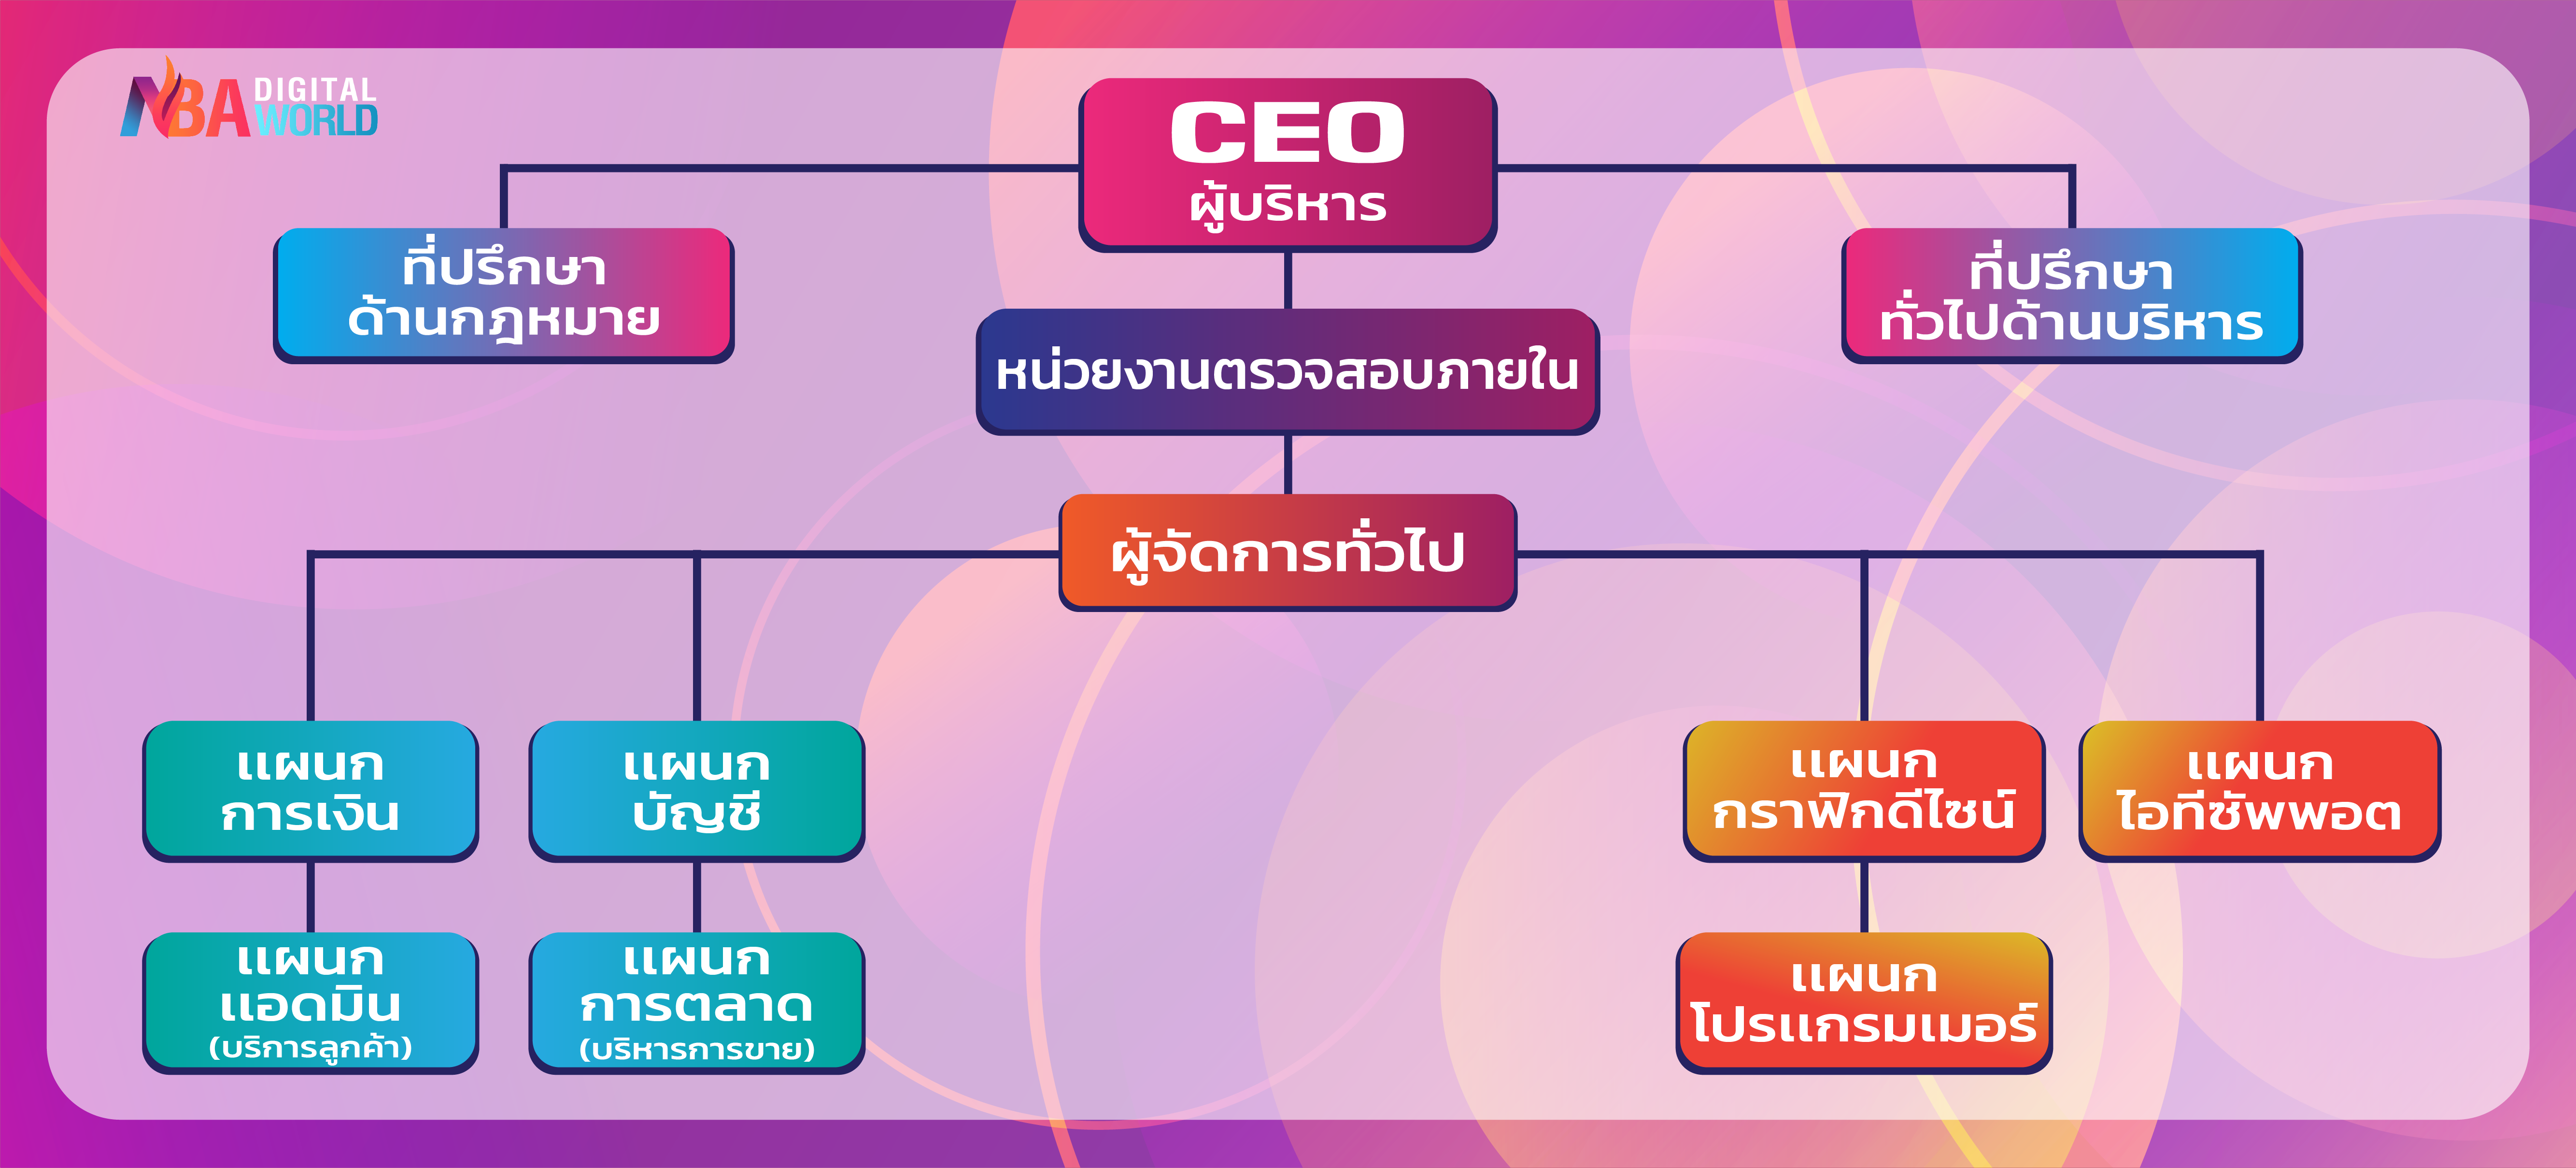 NBA DIGITAL
WORLD
CEO
ผู้บริหาร
ที่ปรึกษา
ด้านกฎหมาย
ที่ปรึกษา
ทั่วไปด้านบริหาร
หน่วยงานตรวจสอบภายใน
ผู้จัดการทั่วไป
แผนก
การเงิน
แผนก
บัญชี
แผนก
กราฟิกดีไซน์
แผนก
ไอทีซัพพอต
แผนก
แอดมิน
(บริการลูกค้า)
แผนก
การตลาด
(บริหารการขาย)
แผนก
โปรแกรมเมอร์